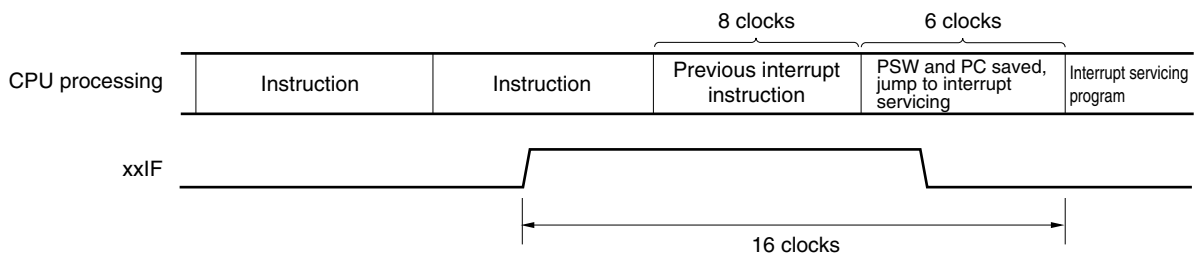 8 clocks
6 clocks
CPU processing
Instruction
Instruction
Previous interrupt
instruction
PSW and PC saved,
jump to interrupt
servicing
Interrupt servicing
program
xxIF
16 clocks